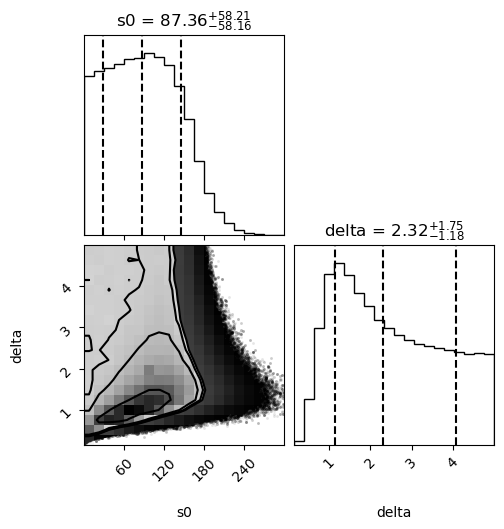 s0 = 87.36+58.21−58.16
delta = 2.32+1.75−1.18
delta
4
3
2
1
60
120
180
240
s0
1
2
3
4
delta